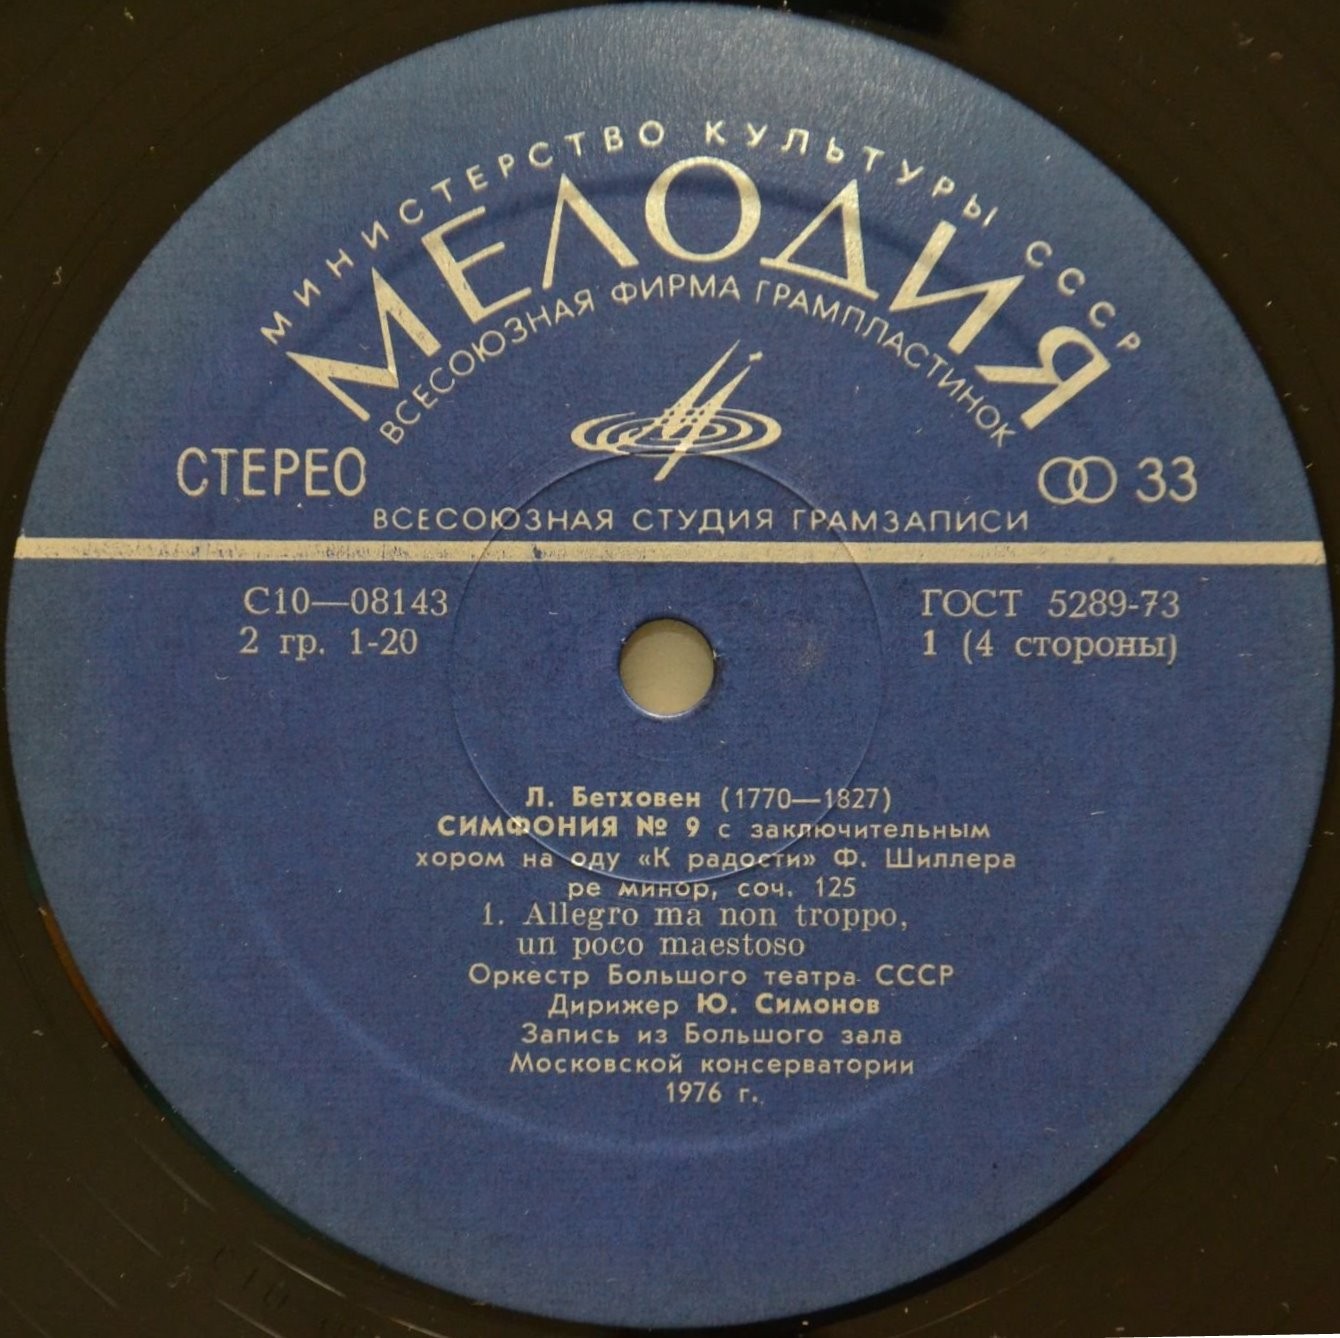 МИНИСТЕРСТВО КУЛЬТУРЫ СССР
МЕЛОДИЯ
ВСЕСОЮЗНАЯ ФИРМА ГРАМПЛАСТИНОК
СТЕРЕО
33
ВСЕСОЮЗНАЯ СТУДИЯ ГРАМЗАПИСИ
С10—08143
ГОСТ 5289-73
2 гр. 1-20
1 (4 стороны)
Л. Бетховен (1770—1827)
СИМФОНИЯ № 9 с заключительным
хором на оду «К радости» Ф. Шиллера
ре минор, соч. 125
1. Allegro ma non troppo,
un poco maestoso
Оркестр Большого театра СССР
Дирижер Ю. Симонов
Запись из Большого зала
Московской консерватории
1976 г.